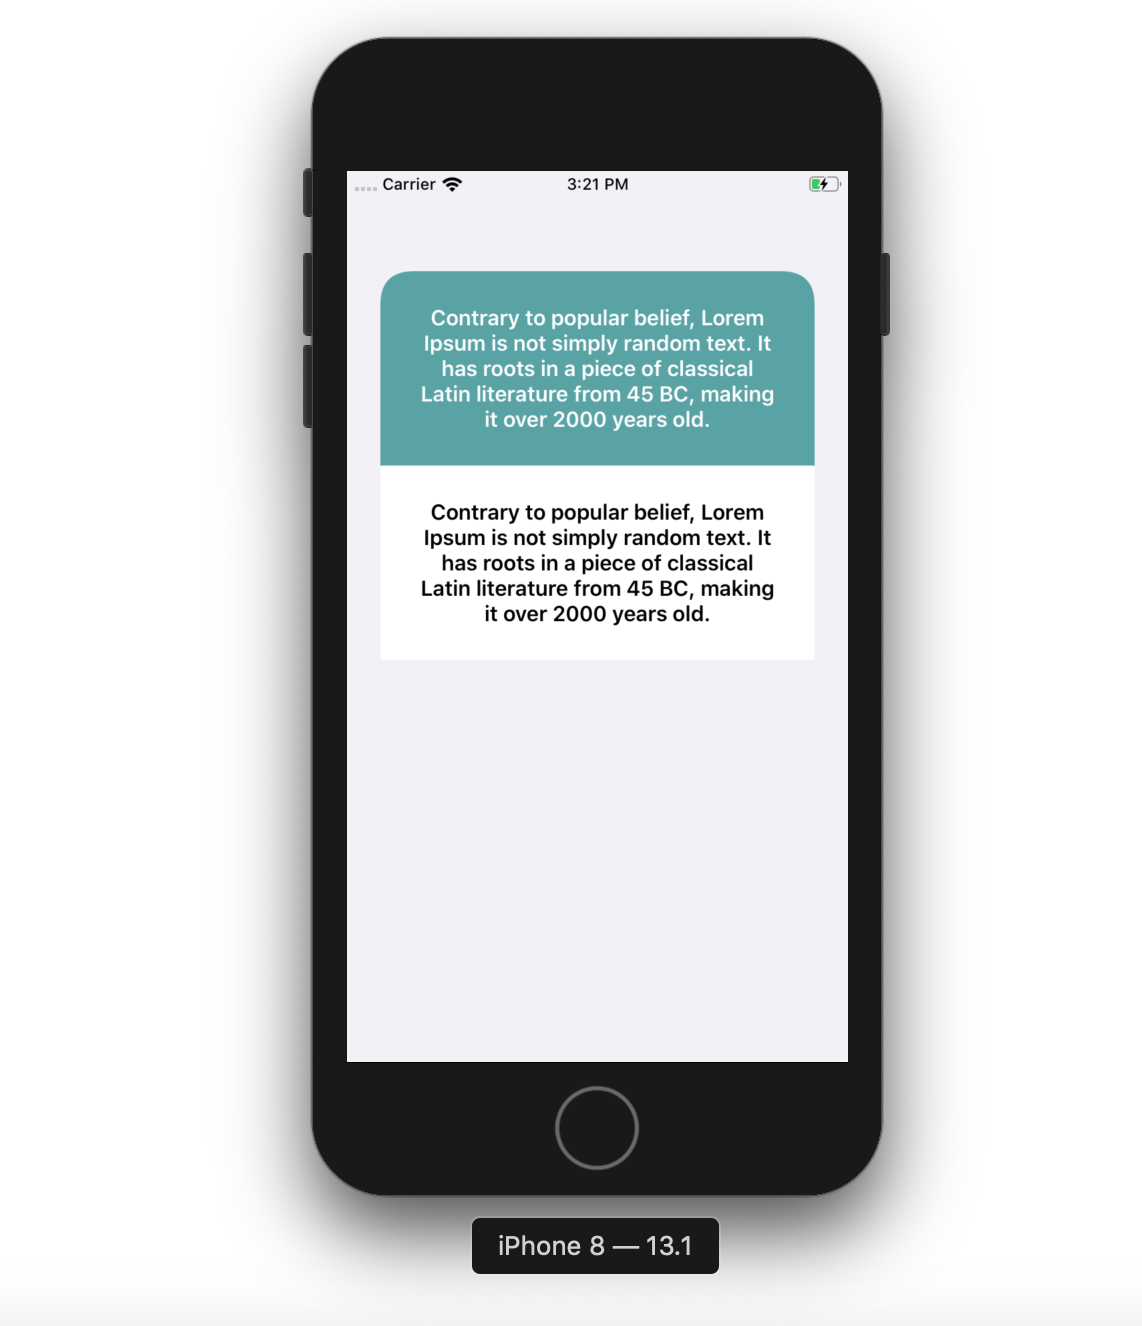 Carrier 3:21 PM
Contrary to popular belief, Lorem
Ipsum is not simply random text. It
has roots in a piece of classical
Latin literature from 45 BC, making
it over 2000 years old.
Contrary to popular belief, Lorem
Ipsum is not simply random text. It
has roots in a piece of classical
Latin literature from 45 BC, making
it over 2000 years old.
iPhone 8 — 13.1